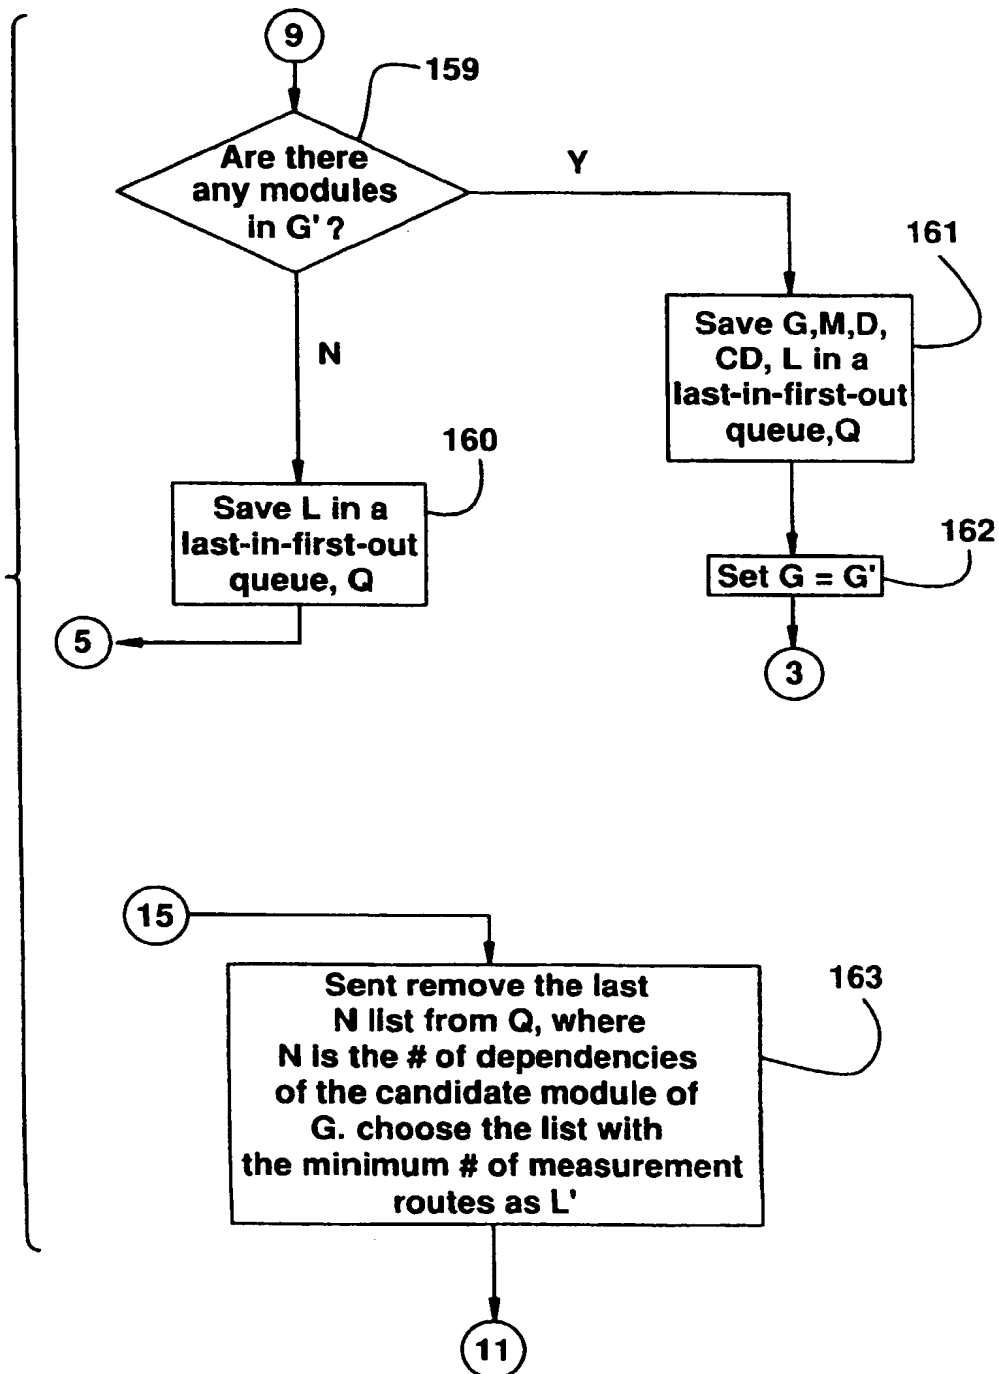 9
159
Are there
any modules
in G' ?
Y
N
161
Save G,M,D,
CD, L in a
last-in-first-out
queue,Q
160
Save L in a
last-in-first-out
queue, Q
162
Set G = G'
5
3
15
163
Sent remove the last
N list from Q, where
N is the # of dependencies
of the candidate module of
G. choose the list with
the minimum # of measurement
routes as L'
11